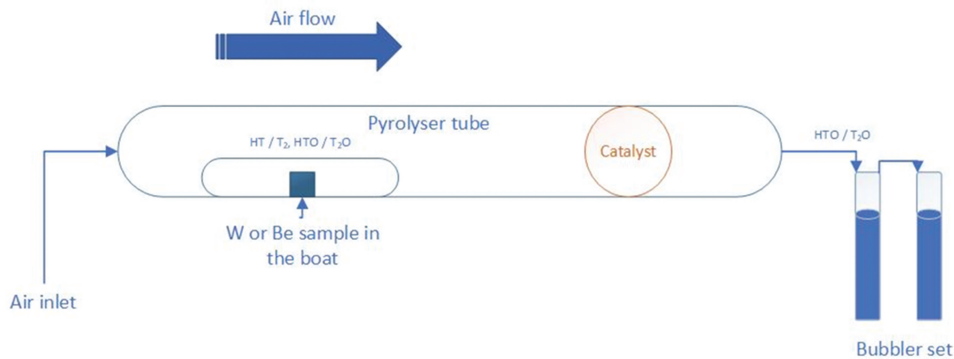 Air flow
Pyrolyser tube
HT / T₂, HTO / T₂O
Catalyst
HTO / T₂O
W or Be sample in
the boat
Air inlet
Bubbler set